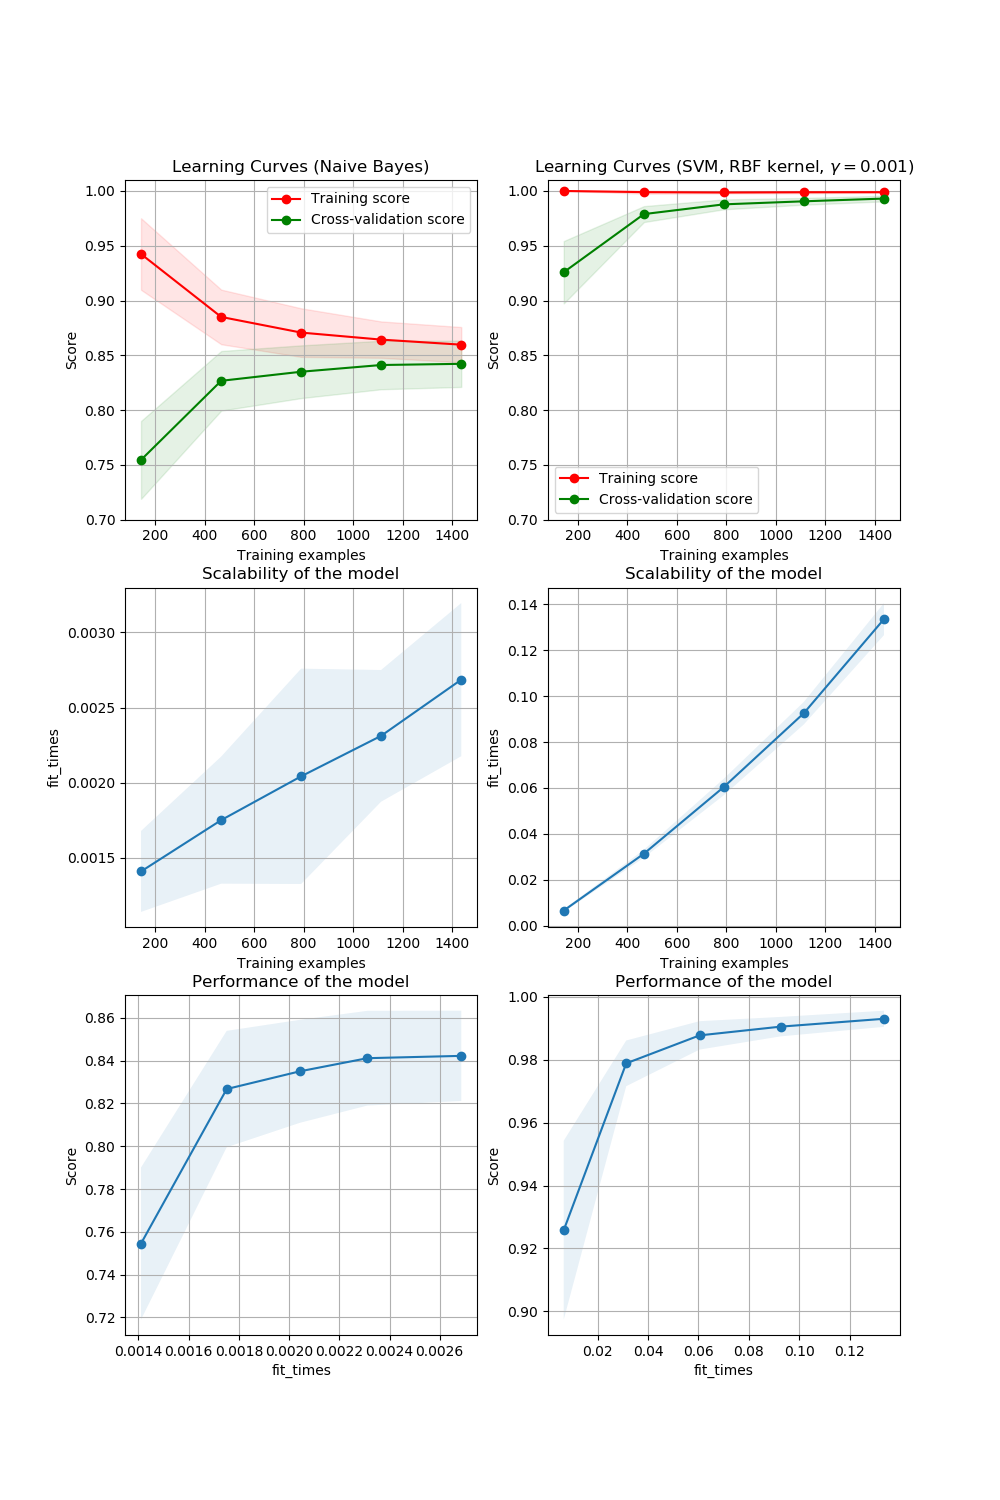 Learning Curves (Naive Bayes)
1.00
0.95
0.90
0.85
0.80
0.75
0.70
Score
Training score
Cross-validation score
200 400 600 800 1000 1200 1400
Training examples
Learning Curves (SVM, RBF kernel, γ = 0.001)
1.00
0.95
0.90
0.85
0.80
0.75
0.70
Score
Training score
Cross-validation score
200 400 600 800 1000 1200 1400
Training examples
Scalability of the model
0.0030
0.0025
0.0020
0.0015
fit_times
200 400 600 800 1000 1200 1400
Training examples
Scalability of the model
0.14
0.12
0.10
0.08
0.06
0.04
0.02
0.00
fit_times
200 400 600 800 1000 1200 1400
Training examples
Performance of the model
0.86
0.84
0.82
0.80
0.78
0.76
0.74
0.72
Score
0.0014 0.0016 0.0018 0.0020 0.0022 0.0024 0.0026
fit_times
Performance of the model
1.00
0.98
0.96
0.94
0.92
0.90
Score
0.02 0.04 0.06 0.08 0.10 0.12
fit_times